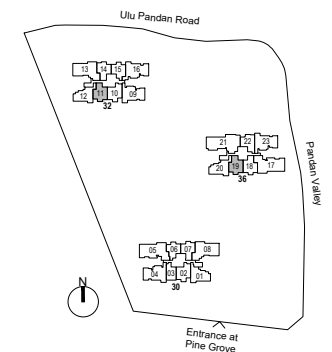 Ulu Pandan Road
13 14 15 16
12 11 10 09
32
21 22 23
20 19 18 17
36
Pandan Valley
05 06 07 08
04 03 02 01
30
N
Entrance at
Pine Grove